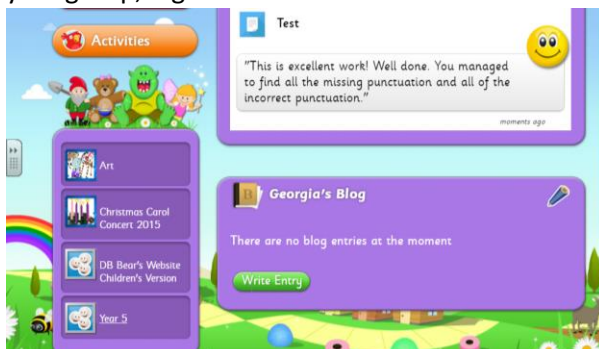 Activities
Test
"This is excellent work! Well done. You managed
to find all the missing punctuation and all of the
incorrect punctuation."
moments ago
Art
Christmas Carol
Concert 2015
DB Bear's Website
Children's Version
Year 5
B
Georgia's Blog
There are no blog entries at the moment
Write Entry